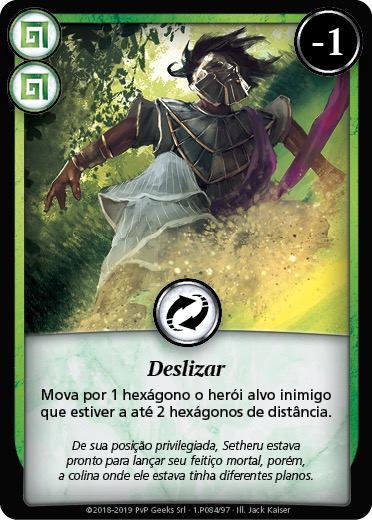 -1
Deslizar
Mova por 1 hexágono o herói alvo inimigo
que estiver a até 2 hexágonos de distância.
De sua posição privilegiada, Setheru estava
pronto para lançar seu feitiço mortal, porém,
a colina onde ele estava tinha diferentes planos.
©2018-2019 PvP Geeks Srl · 1.P084/97 · Ill. Jack Kaiser